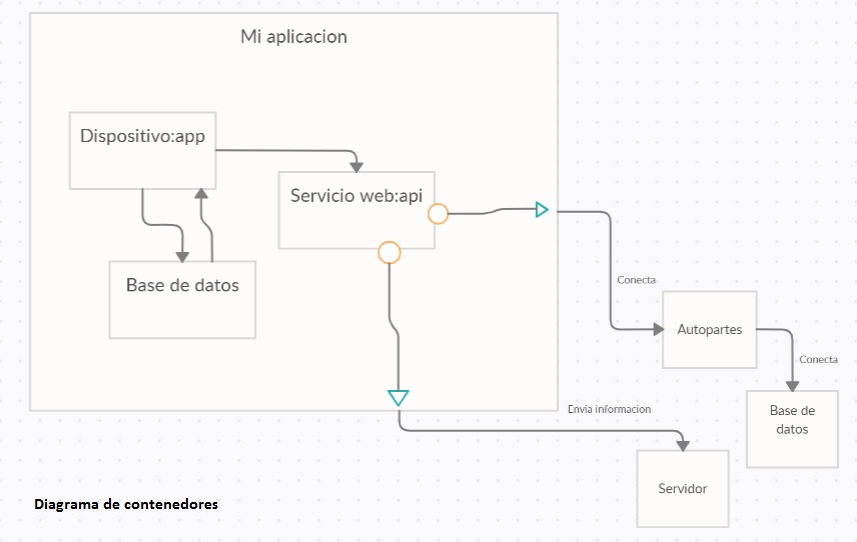 Mi aplicacion
Dispositivo:app
Servicio web:api
Base de datos
Conecta
Autopartes
Conecta
Base de
datos
Envia informacion
Servidor
Diagrama de contenedores